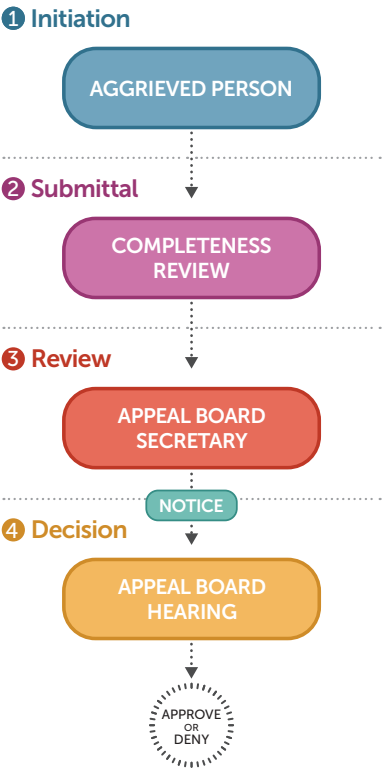 1 Initiation
AGGRIEVED PERSON
2 Submittal
COMPLETENESS
REVIEW
3 Review
APPEAL BOARD
SECRETARY
NOTICE
4 Decision
APPEAL BOARD
HEARING
APPROVE
OR
DENY